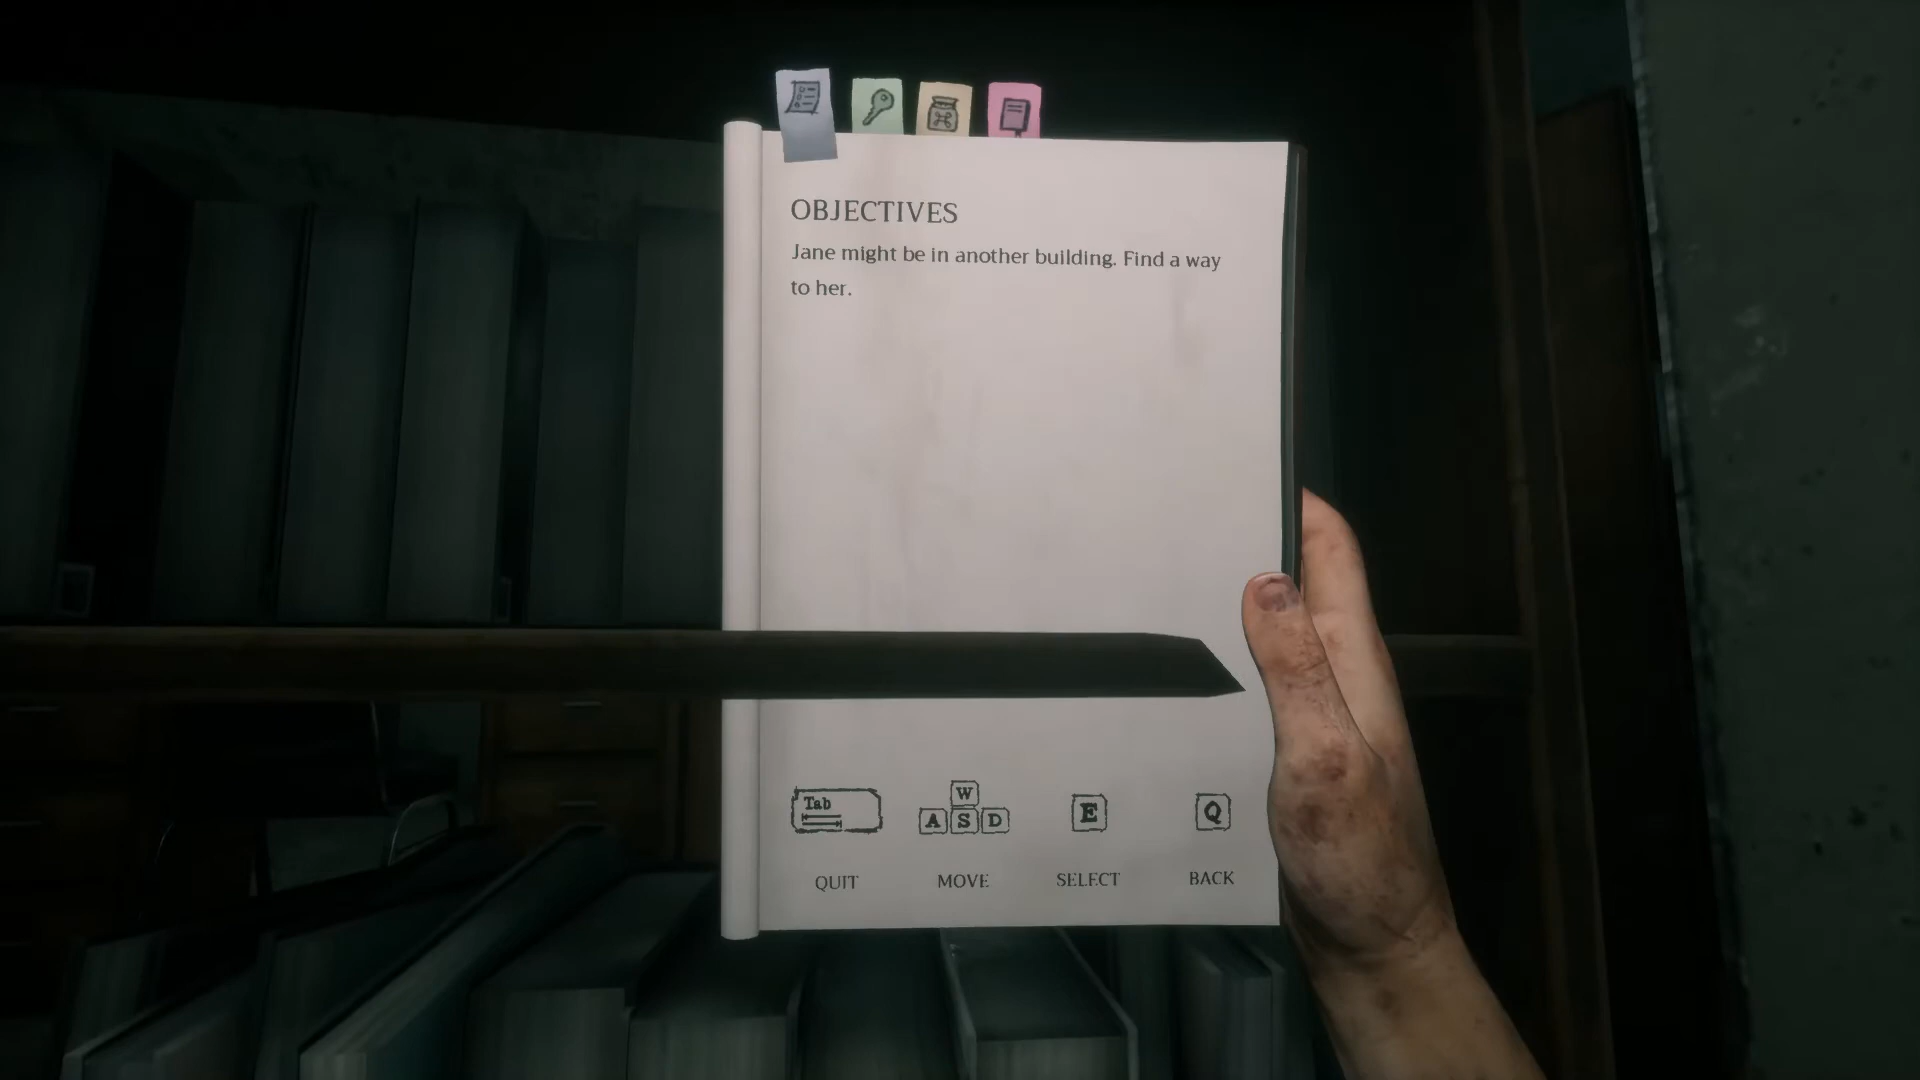 OBJECTIVES
Jane might be in another building. Find a way
to her.
Tab
W
A S D
E
Q
QUIT
MOVE
SELECT
BACK